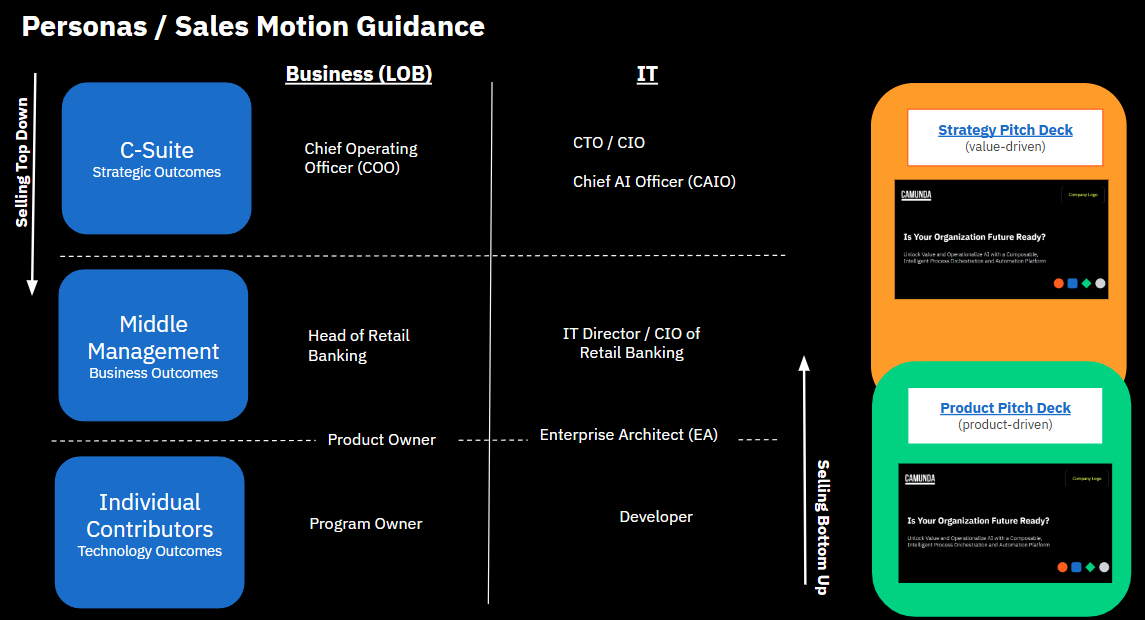 Personas / Sales Motion Guidance
Business (LOB)
IT
Selling Top Down
C-Suite
Strategic Outcomes
Chief Operating
Officer (COO)
CTO / CIO
Chief AI Officer (CAIO)
Middle
Management
Business Outcomes
Head of Retail
Banking
IT Director / CIO of
Retail Banking
Product Owner
Enterprise Architect (EA)
Individual
Contributors
Technology Outcomes
Program Owner
Developer
Selling Bottom Up
Strategy Pitch Deck
(value-driven)
CAMUNDA
Company Logo
Is Your Organization Future Ready?
Unlock Value and Operationalize AI with a Composable,
Intelligent Process Orchestration and Automation Platform
Product Pitch Deck
(product-driven)
CAMUNDA
Company Logo
Is Your Organization Future Ready?
Unlock Value and Operationalize AI with a Composable,
Intelligent Process Orchestration and Automation Platform